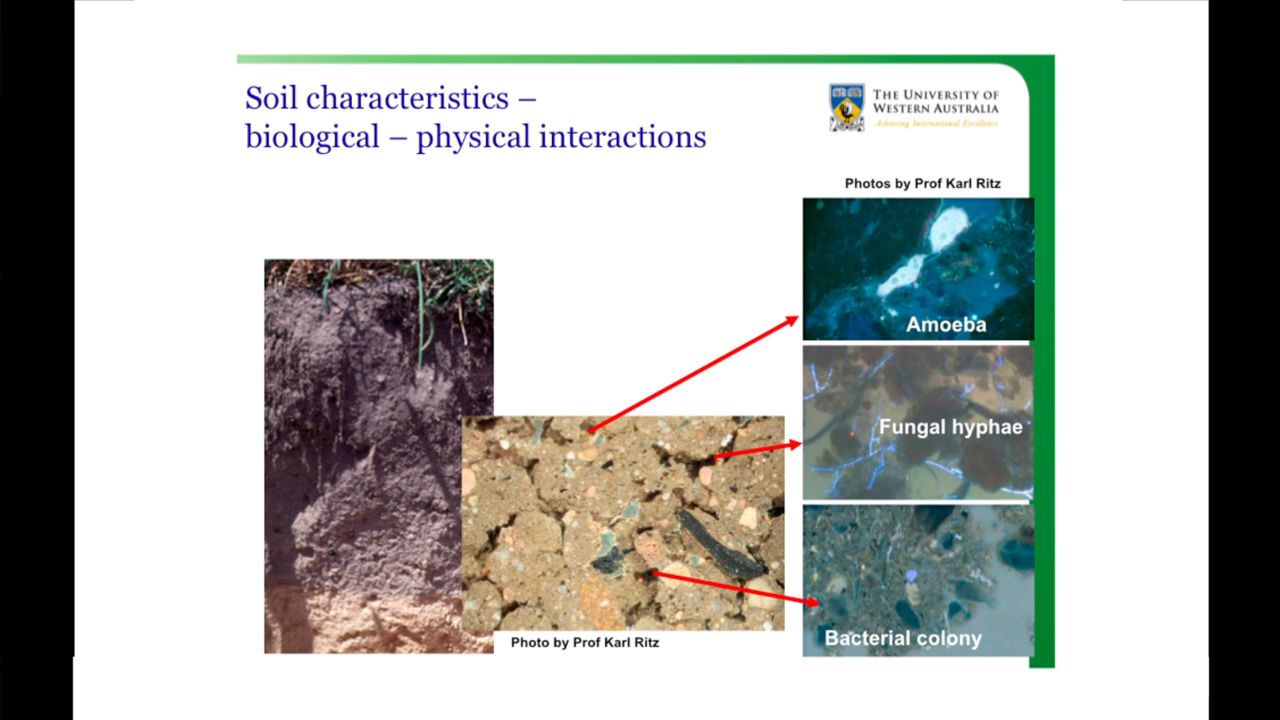 Soil characteristics –
biological – physical interactions
THE UNIVERSITY OF
WESTERN AUSTRALIA
Achieving International Excellence
Photos by Prof Karl Ritz
Amoeba
Fungal hyphae
Bacterial colony
Photo by Prof Karl Ritz